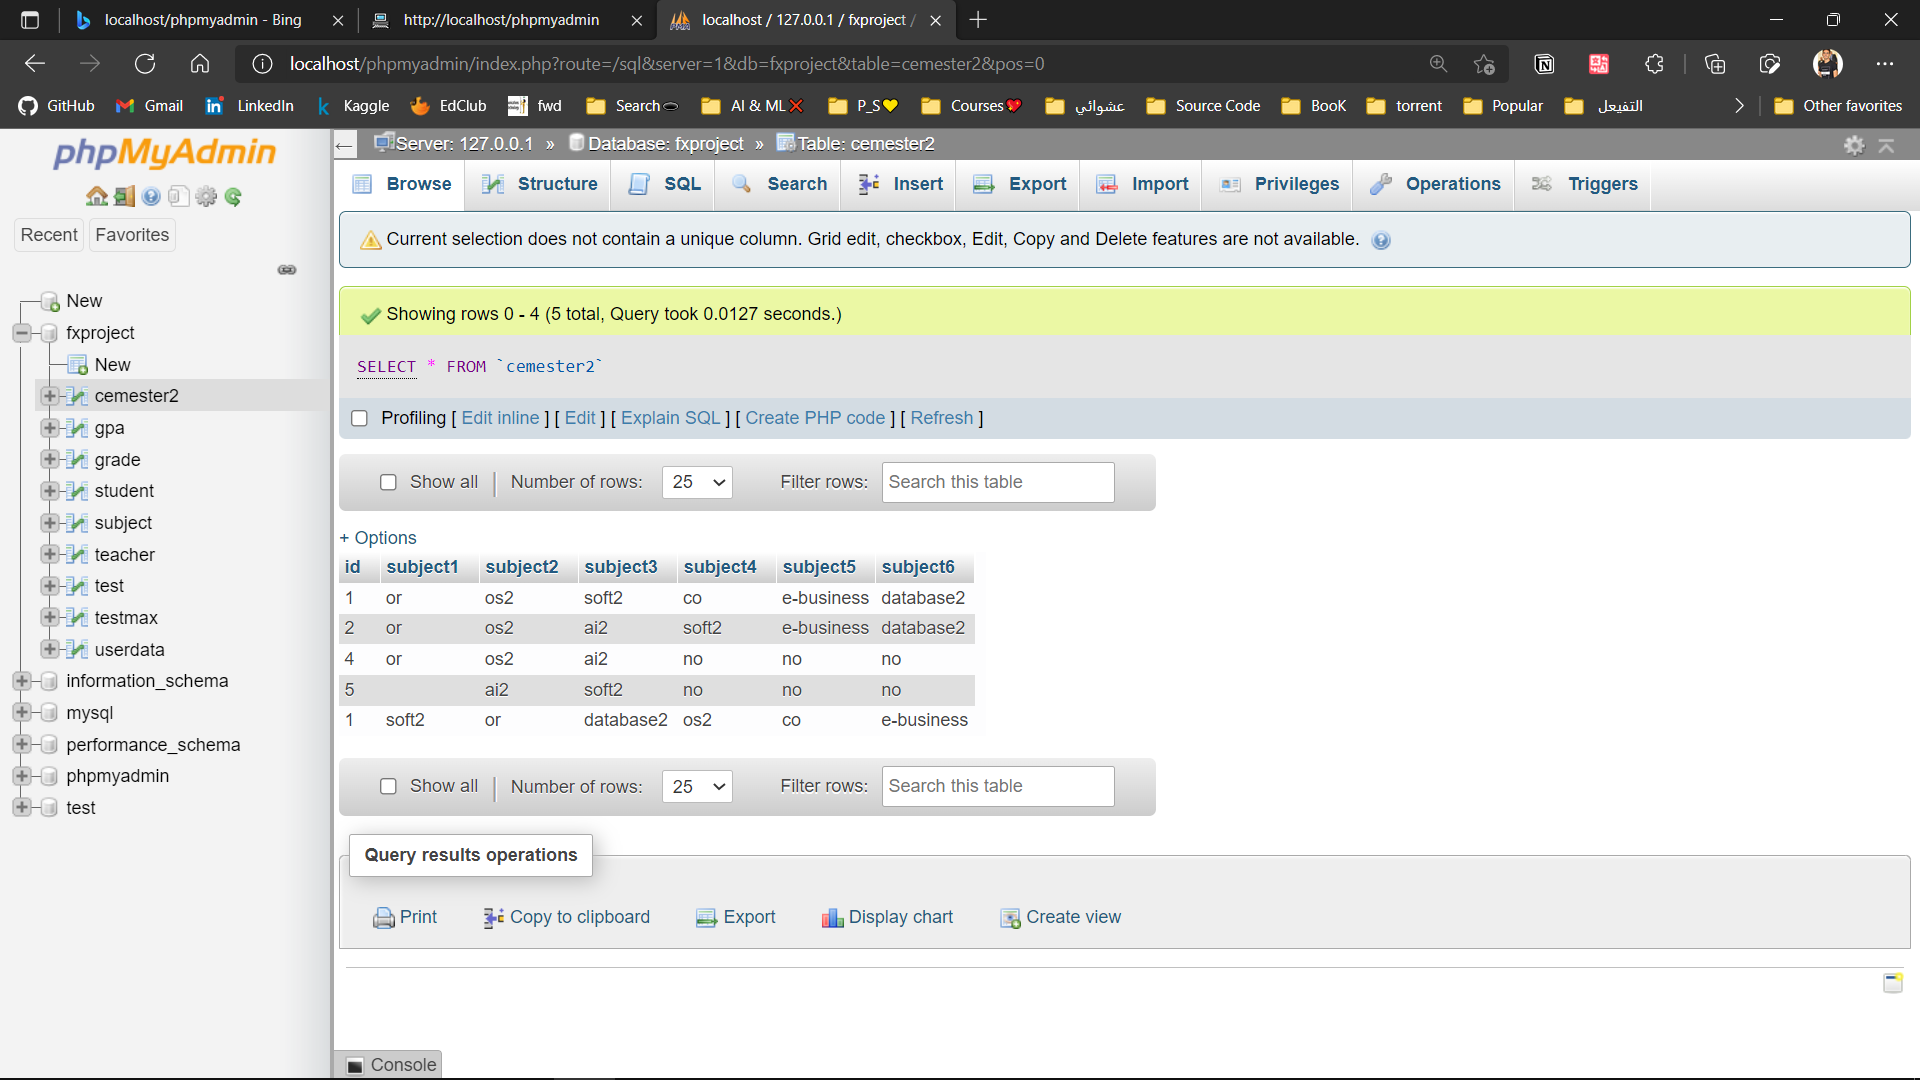 localhost/phpmyadmin - Bing
http://localhost/phpmyadmin
localhost / 127.0.0.1 / fxproject /
localhost/phpmyadmin/index.php?route=/sql&server=1&db=fxproject&table=cemester2&pos=0
GitHub Gmail LinkedIn Kaggle EdClub fwd Search AI & ML P_S Courses عشوائي Source Code BooK torrent Popular التفيعل Other favorites
phpMyAdmin
Recent Favorites
New
fxproject
New
cemester2
gpa
grade
student
subject
teacher
test
testmax
userdata
information_schema
mysql
performance_schema
phpmyadmin
test
Server: 127.0.0.1 » Database: fxproject » Table: cemester2
Browse Structure SQL Search Insert Export Import Privileges Operations Triggers
Current selection does not contain a unique column. Grid edit, checkbox, Edit, Copy and Delete features are not available.
Showing rows 0 - 4 (5 total, Query took 0.0127 seconds.)
SELECT * FROM `cemester2`
Profiling [ Edit inline ] [ Edit ] [ Explain SQL ] [ Create PHP code ] [ Refresh ]
Show all | Number of rows: 25 Filter rows: Search this table
+ Options
id subject1 subject2 subject3 subject4 subject5 subject6
1 or os2 soft2 co e-business database2
2 or os2 ai2 soft2 e-business database2
4 or os2 ai2 no no no
5 ai2 soft2 no no no
1 soft2 or database2 os2 co e-business
Show all | Number of rows: 25 Filter rows: Search this table
Query results operations
Print Copy to clipboard Export Display chart Create view
Console